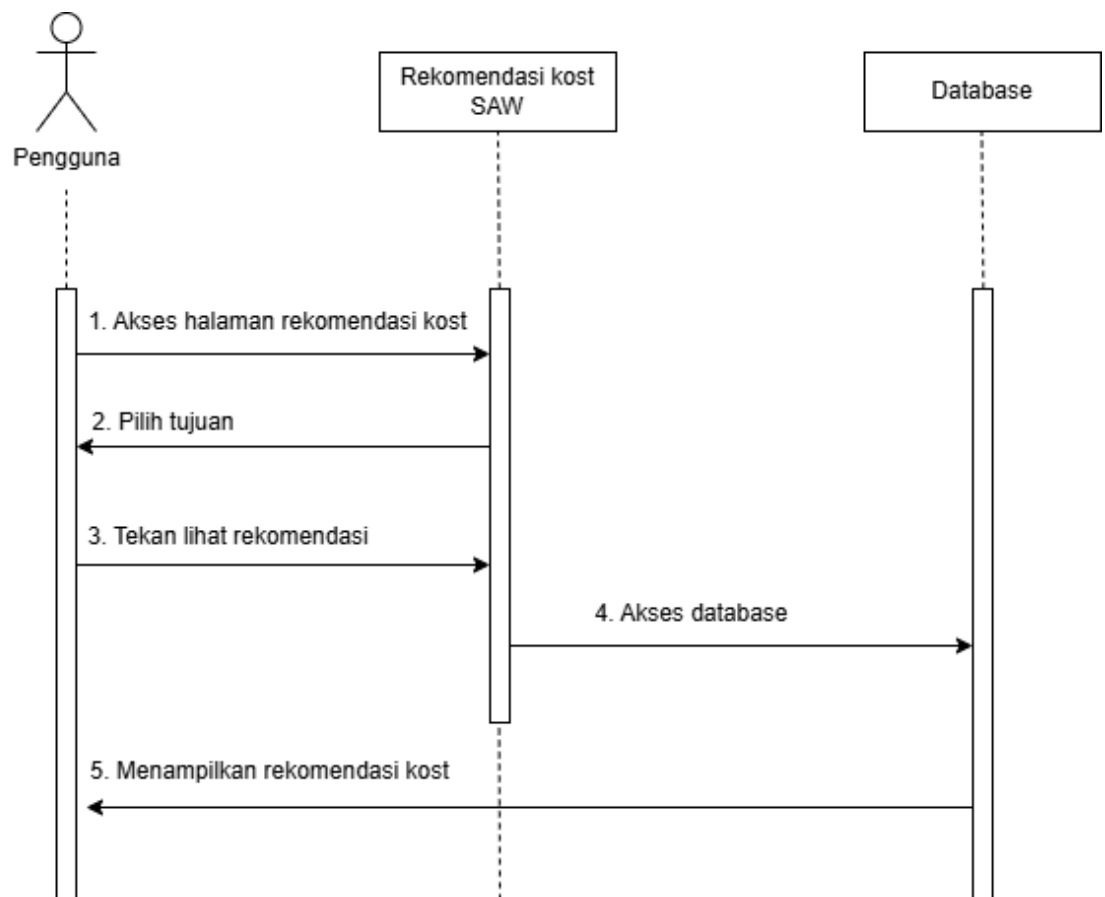 Rekomendasi kost
SAW
Database
Pengguna
1. Akses halaman rekomendasi kost
2. Pilih tujuan
3. Tekan lihat rekomendasi
4. Akses database
5. Menampilkan rekomendasi kost